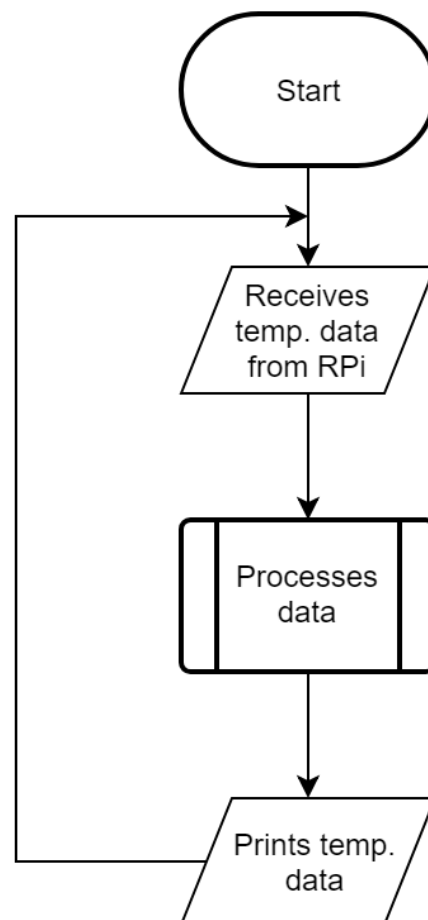 Start
Receives
temp. data
from RPi
Processes
data
Prints temp.
data